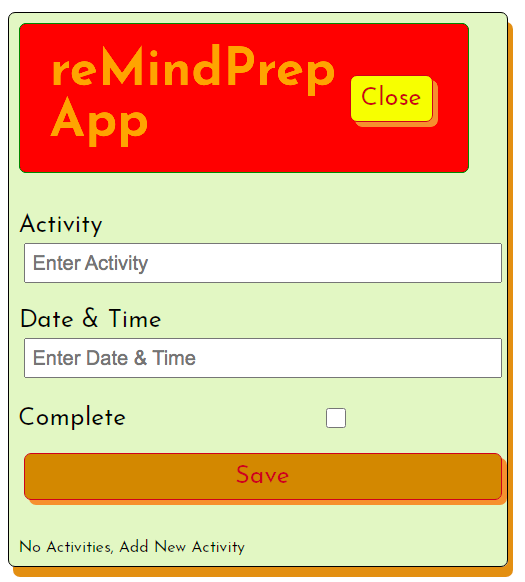 reMindPrep
App
Close
Activity
Enter Activity
Date & Time
Enter Date & Time
Complete
Save
No Activities, Add New Activity